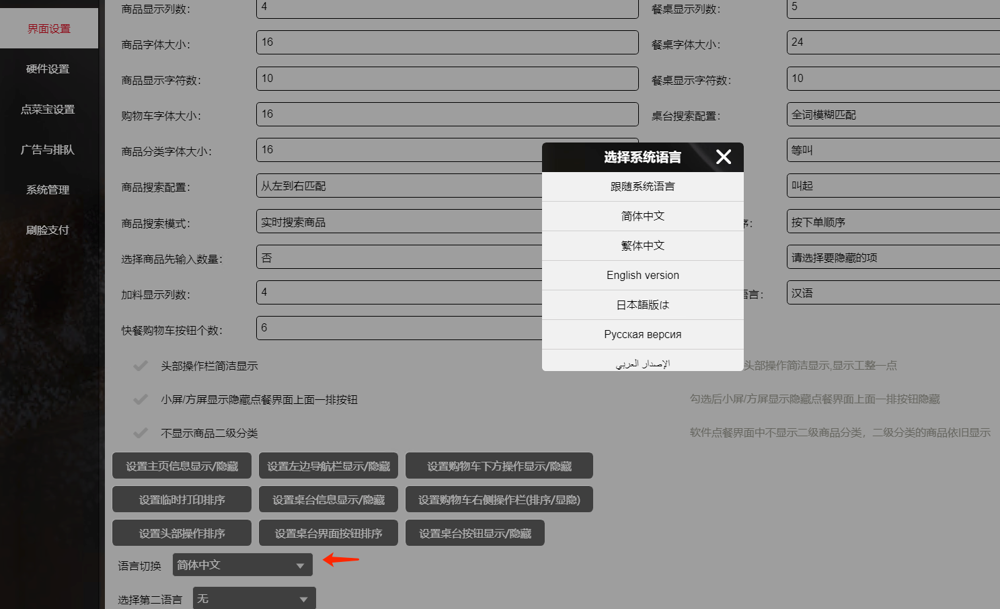 商品显示列数：
4
餐桌显示列数：
5
界面设置
商品字体大小：
16
餐桌字体大小：
24
硬件设置
商品显示字符数：
10
餐桌显示字符数：
10
点菜宝设置
购物车字体大小：
16
桌台搜索配置：
全词模糊匹配
广告与排队
商品分类字体大小：
16
等叫
选择系统语言
跟随系统语言
简体中文
繁体中文
English version
日本語版は
Русская версия
الإصدار العربي
系统管理
商品搜索配置：
从左到右匹配
叫起
刷脸支付
商品搜索模式：
实时搜索商品
序：
按下单顺序
选择商品先输入数量：
否
请选择要隐藏的项
加料显示列数：
4
语言：
汉语
快餐购物车按钮个数：
6
头部操作栏简洁显示
头部操作简洁显示,显示工整一点
小屏/方屏显示隐藏点餐界面上面一排按钮
勾选后小屏/方屏显示隐藏点餐界面上面一排按钮隐藏
不显示商品二级分类
软件点餐界面中不显示二级商品分类，二级分类的商品依旧显示
设置主页信息显示/隐藏
设置左边导航栏显示/隐藏
设置购物车下方操作显示/隐藏
设置临时打印排序
设置桌台信息显示/隐藏
设置购物车右侧操作栏(排序/显隐)
设置头部操作排序
设置桌台界面按钮排序
设置桌台按钮显示/隐藏
语言切换
简体中文
选择第二语言
无